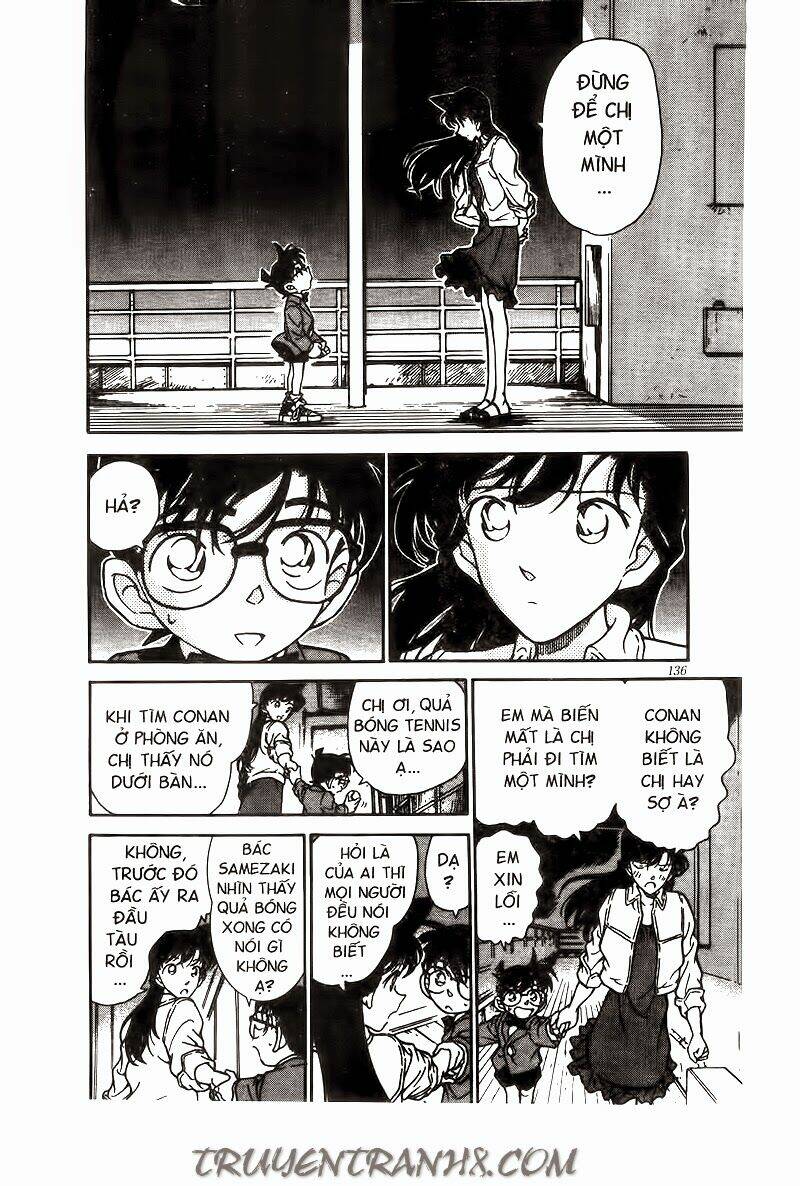 ĐỪNG
ĐỂ CHỊ
MỘT
MÌNH
...
HẢ?
136
CONAN
KHÔNG
BIẾT LÀ
CHỊ HAY
SỢ À?
EM MÀ BIẾN
MẤT LÀ CHỊ
PHẢI ĐI TÌM
MỘT MÌNH?
EM
XIN
LỖI
...
CHỊ ƠI, QUẢ
BÓNG TENNIS
NÀY LÀ SAO
Ạ...
KHI TÌM CONAN
Ở PHÒNG ĂN,
CHỊ THẤY NÓ
DƯỚI BÀN...
DẠ
?
HỎI LÀ
CỦA AI THÌ
MỌI NGƯỜI
ĐỀU NÓI
KHÔNG
BIẾT
...
BÁC
SAMEZAKI
NHÌN THẤY
QUẢ BÓNG
XONG CÓ
NÓI GÌ
KHÔNG
Ạ?
KHÔNG,
TRƯỚC ĐÓ
BÁC ẤY RA
ĐẦU
TÀU
RỒI
...
TRUYENTRANH8.COM